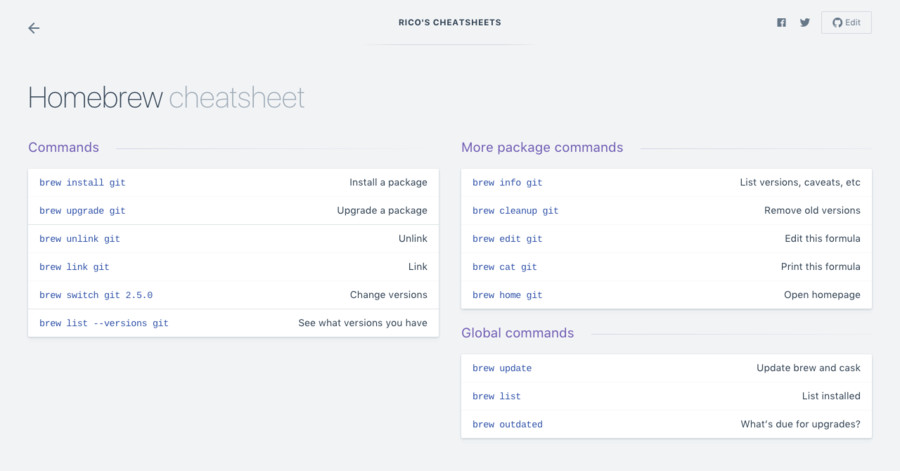 RICO'S CHEATSHEETS
Edit
Homebrew cheatsheet
Commands
brew install git Install a package
brew upgrade git Upgrade a package
brew unlink git Unlink
brew link git Link
brew switch git 2.5.0 Change versions
brew list --versions git See what versions you have
More package commands
brew info git List versions, caveats, etc
brew cleanup git Remove old versions
brew edit git Edit this formula
brew cat git Print this formula
brew home git Open homepage
Global commands
brew update Update brew and cask
brew list List installed
brew outdated What's due for upgrades?